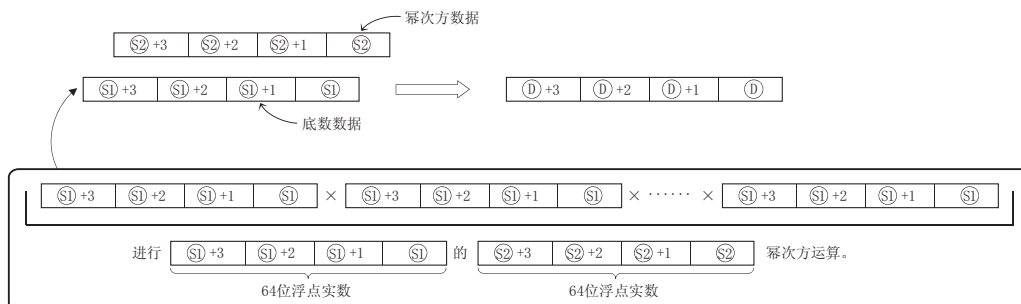 幂次方数据
Ⓢ2+3 Ⓢ2+2 Ⓢ2+1 Ⓢ2
Ⓢ1+3 Ⓢ1+2 Ⓢ1+1 Ⓢ1 Ⓓ+3 Ⓓ+2 Ⓓ+1 Ⓓ
底数数据
Ⓢ1+3 Ⓢ1+2 Ⓢ1+1 Ⓢ1 × Ⓢ1+3 Ⓢ1+2 Ⓢ1+1 Ⓢ1 × ⋯⋯ × Ⓢ1+3 Ⓢ1+2 Ⓢ1+1 Ⓢ1
进行 Ⓢ1+3 Ⓢ1+2 Ⓢ1+1 Ⓢ1 的 Ⓢ2+3 Ⓢ2+2 Ⓢ2+1 Ⓢ2 幂次方运算。
64位浮点实数 64位浮点实数